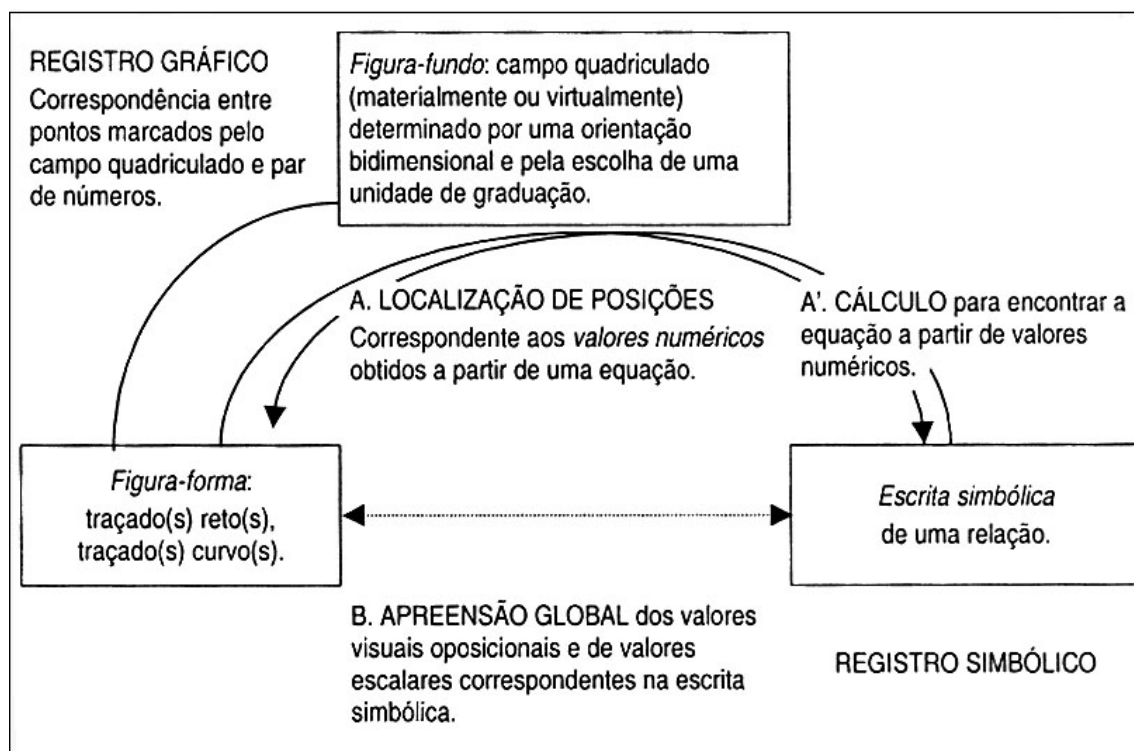 REGISTRO GRÁFICO
Correspondência entre
pontos marcados pelo
campo quadriculado e par
de números.
Figura-fundo: campo quadriculado
(materialmente ou virtualmente)
determinado por uma orientação
bidimensional e pela escolha de uma
unidade de graduação.
A. LOCALIZAÇÃO DE POSIÇÕES
Correspondente aos valores numéricos
obtidos a partir de uma equação.
A'. CÁLCULO para encontrar a
equação a partir de valores
numéricos.
Figura-forma:
traçado(s) reto(s),
traçado(s) curvo(s).
Escrita simbólica
de uma relação.
B. APREENSÃO GLOBAL dos valores
visuais oposicionais e de valores
escalares correspondentes na escrita
simbólica.
REGISTRO SIMBÓLICO